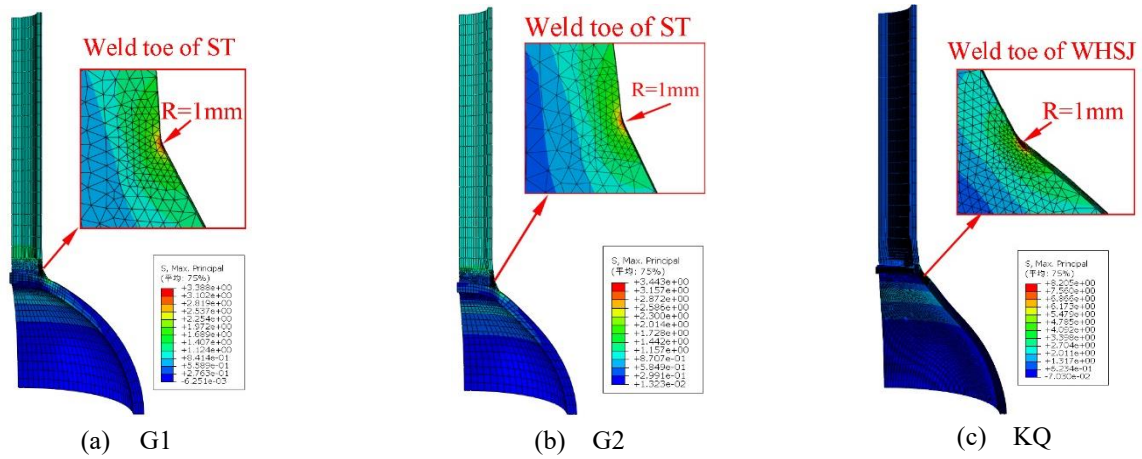 Weld toe of ST
R=1mm
S, Max. Principal
(平均: 75%)
+3.388e+00
+3.102e+00
+2.819e+00
+2.537e+00
+2.254e+00
+1.972e+00
+1.689e+00
+1.407e+00
+1.124e+00
+8.414e-01
+5.589e-01
+2.763e-01
-6.251e-03
(a) G1
Weld toe of ST
R=1mm
S, Max. Principal
(平均: 75%)
+3.443e+00
+3.157e+00
+2.872e+00
+2.586e+00
+2.300e+00
+2.014e+00
+1.728e+00
+1.442e+00
+1.157e+00
+8.707e-01
+5.849e-01
+2.991e-01
+1.323e-02
(b) G2
Weld toe of WHSJ
R=1mm
S, Max. Principal
(平均: 75%)
+8.205e+00
+7.560e+00
+6.866e+00
+6.173e+00
+5.479e+00
+4.785e+00
+4.092e+00
+3.398e+00
+2.704e+00
+2.011e+00
+1.317e+00
+6.234e-01
-7.030e-02
(c) KQ